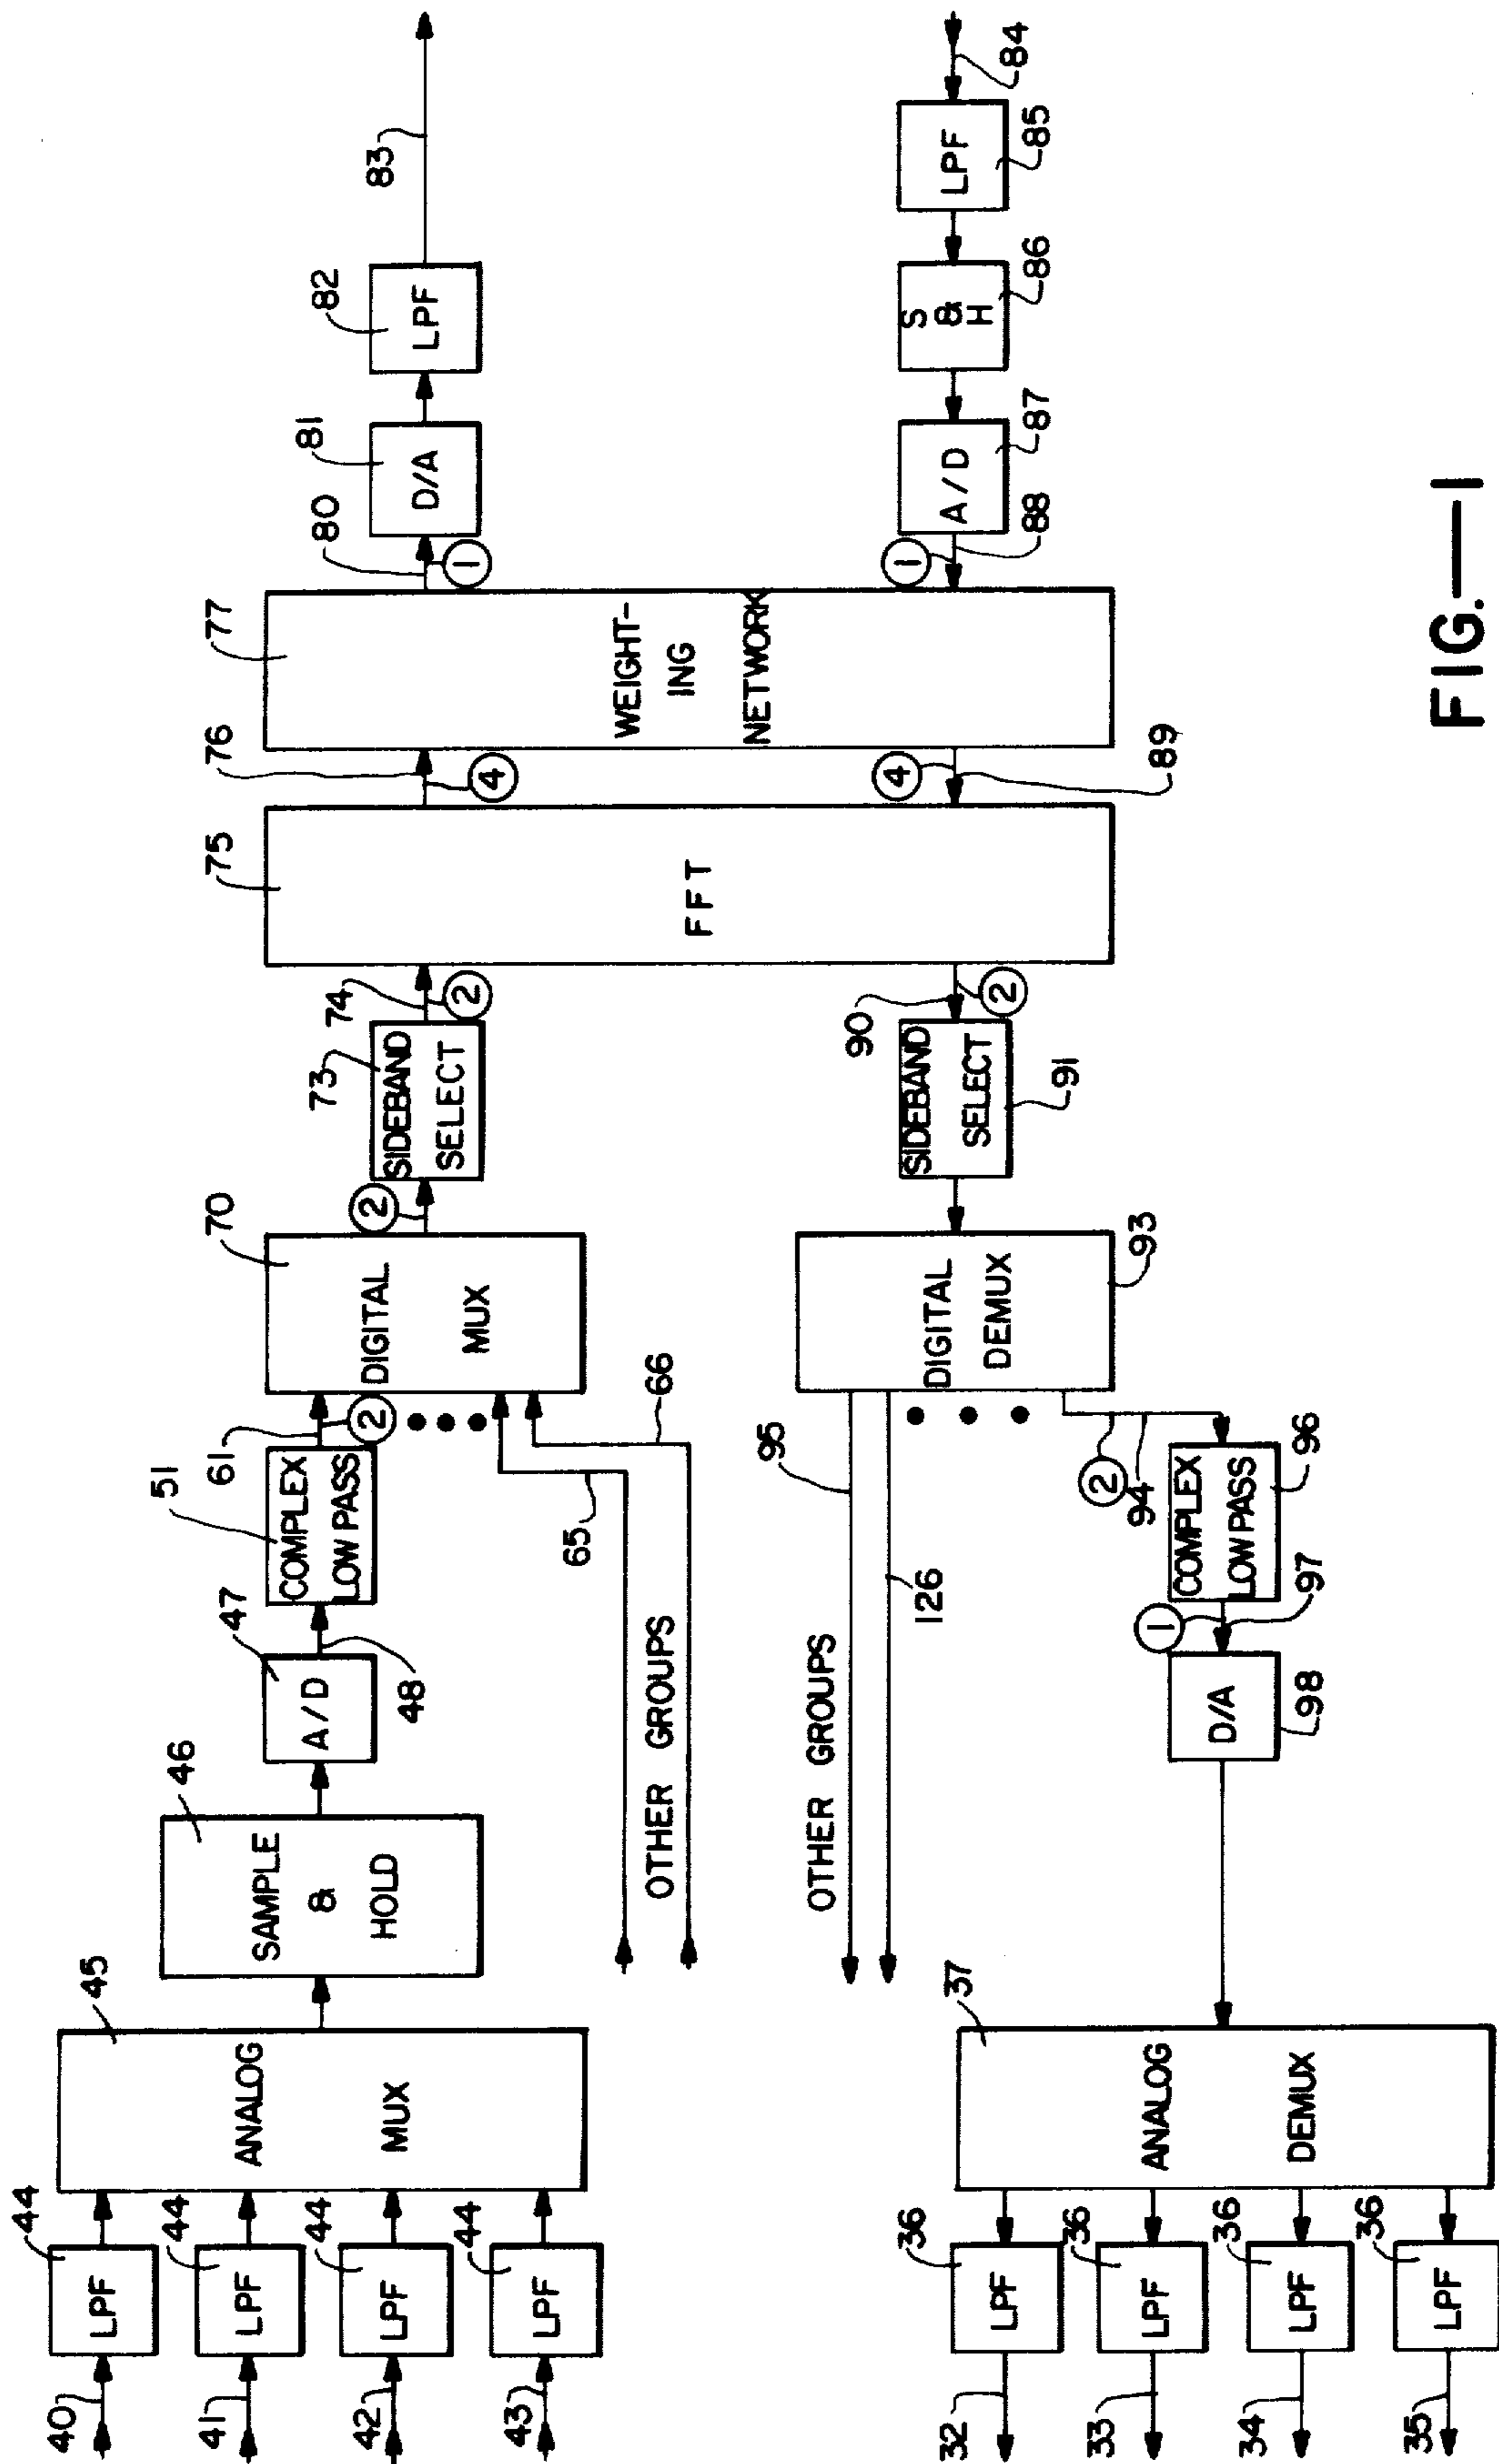 40
41
42
43
44
LPF
44
LPF
44
LPF
44
LPF
45
ANALOG
MUX
46
SAMPLE
&
HOLD
47
A/D
48
51
COMPLEX
LOW PASS
61
2
65
66
OTHER GROUPS
70
DIGITAL
MUX
2
73
SIDEBAND
SELECT
74
2
75
FFT
76
4
77
WEIGHT-
ING
NETWORK
80
1
81
D/A
82
LPF
83
84
LPF
85
S
&
H
86
A/D
87
88
1
89
4
90
2
SIDEBAND
SELECT
91
DIGITAL
DEMUX
93
95
126
OTHER GROUPS
2
94
COMPLEX
LOW PASS
96
1
97
D/A
98
37
ANALOG
DEMUX
36
LPF
36
LPF
36
LPF
36
LPF
32
33
34
35
FIG.—1